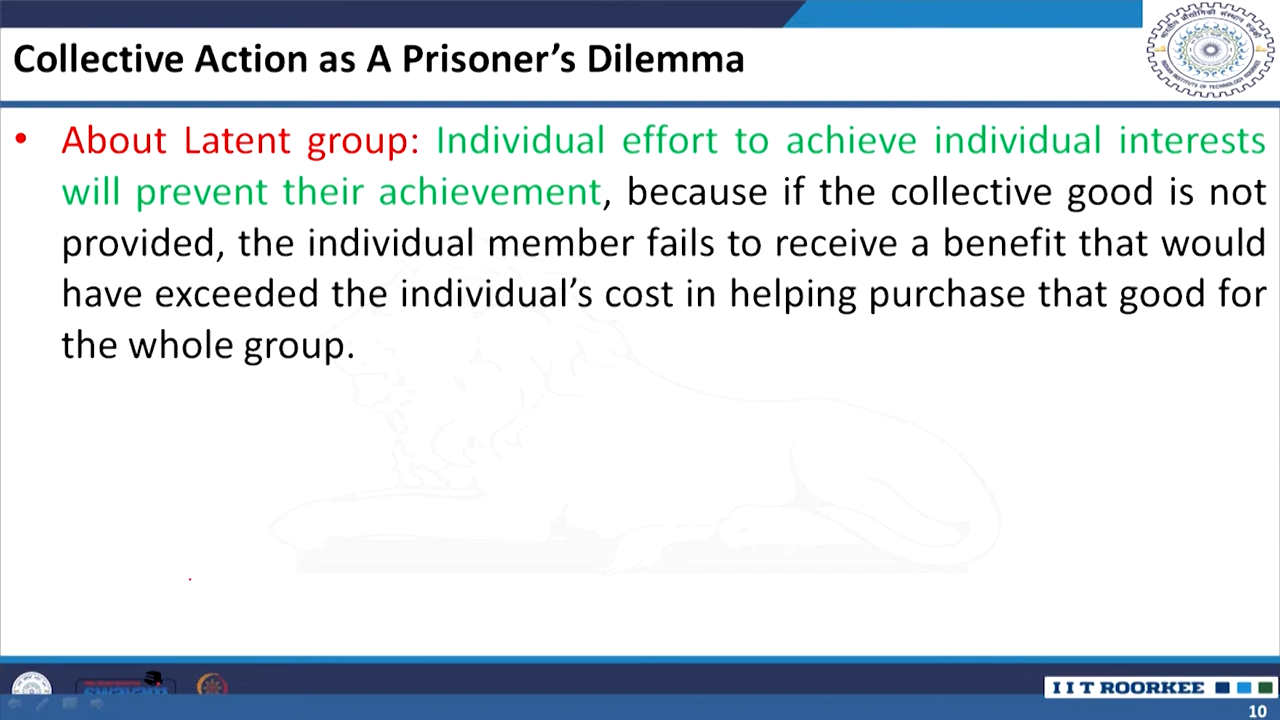 Collective Action as A Prisoner's Dilemma
• About Latent group: Individual effort to achieve individual interests
will prevent their achievement, because if the collective good is not
provided, the individual member fails to receive a benefit that would
have exceeded the individual's cost in helping purchase that good for
the whole group.
swayam
IIT ROORKEE
10